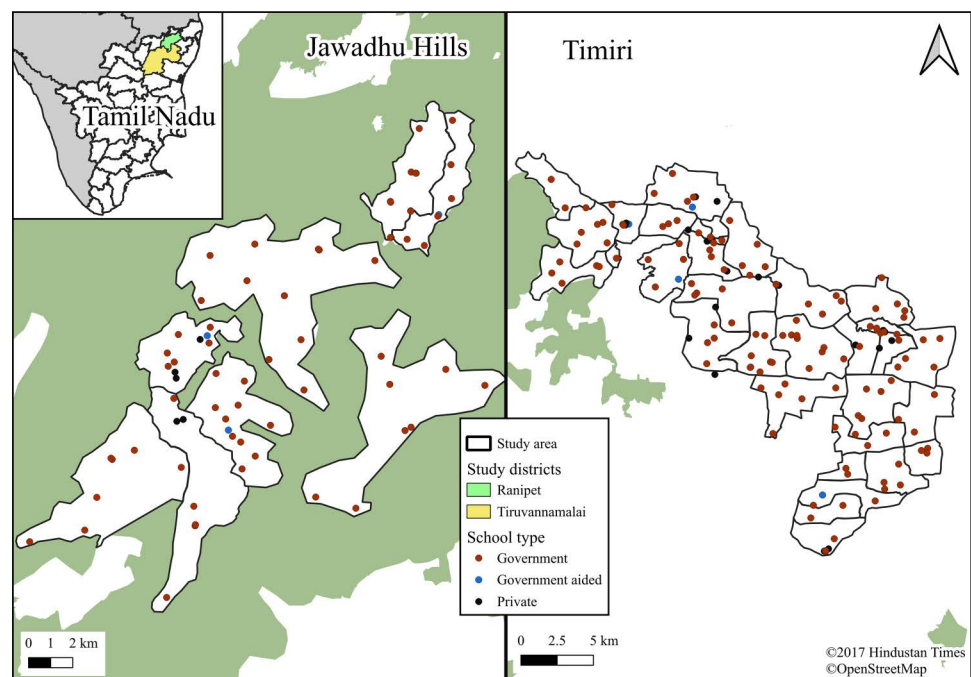 Tamil Nadu
Jawadhu Hills
0 1 2 km
Timiri
Study area
Study districts
Ranipet
Tiruvannamalai
School type
Government
Government aided
Private
0 2.5 5 km
©2017 Hindustan Times
©OpenStreetMap